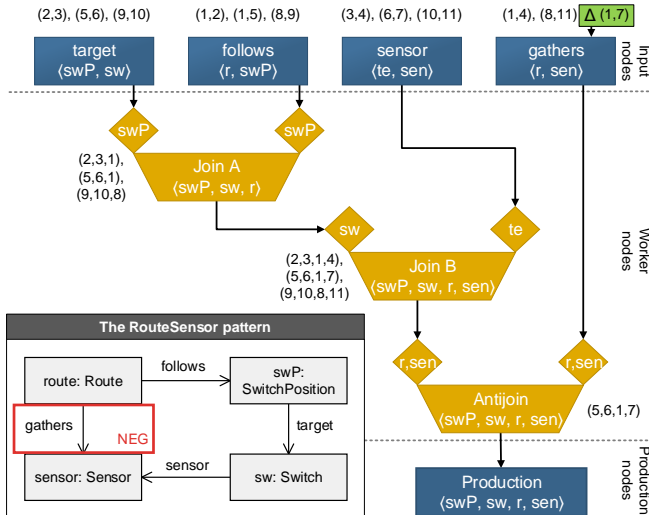 (2,3), (5,6), (9,10)
(1,2), (1,5), (8,9)
(3,4), (6,7), (10,11)
(1,4), (8,11)
Δ (1,7)
target
⟨swP, sw⟩
follows
⟨r, swP⟩
sensor
⟨te, sen⟩
gathers
⟨r, sen⟩
Input
nodes
swP
swP
(2,3,1),
(5,6,1),
(9,10,8)
Join A
⟨swP, sw, r⟩
sw
te
(2,3,1,4),
(5,6,1,7),
(9,10,8,11)
Join B
⟨swP, sw, r, sen⟩
Worker
nodes
r,sen
r,sen
Antijoin
⟨swP, sw, r, sen⟩
(5,6,1,7)
Production
⟨swP, sw, r, sen⟩
Production
nodes
The RouteSensor pattern
route: Route
follows
swP:
SwitchPosition
gathers
NEG
target
sensor: Sensor
sensor
sw: Switch